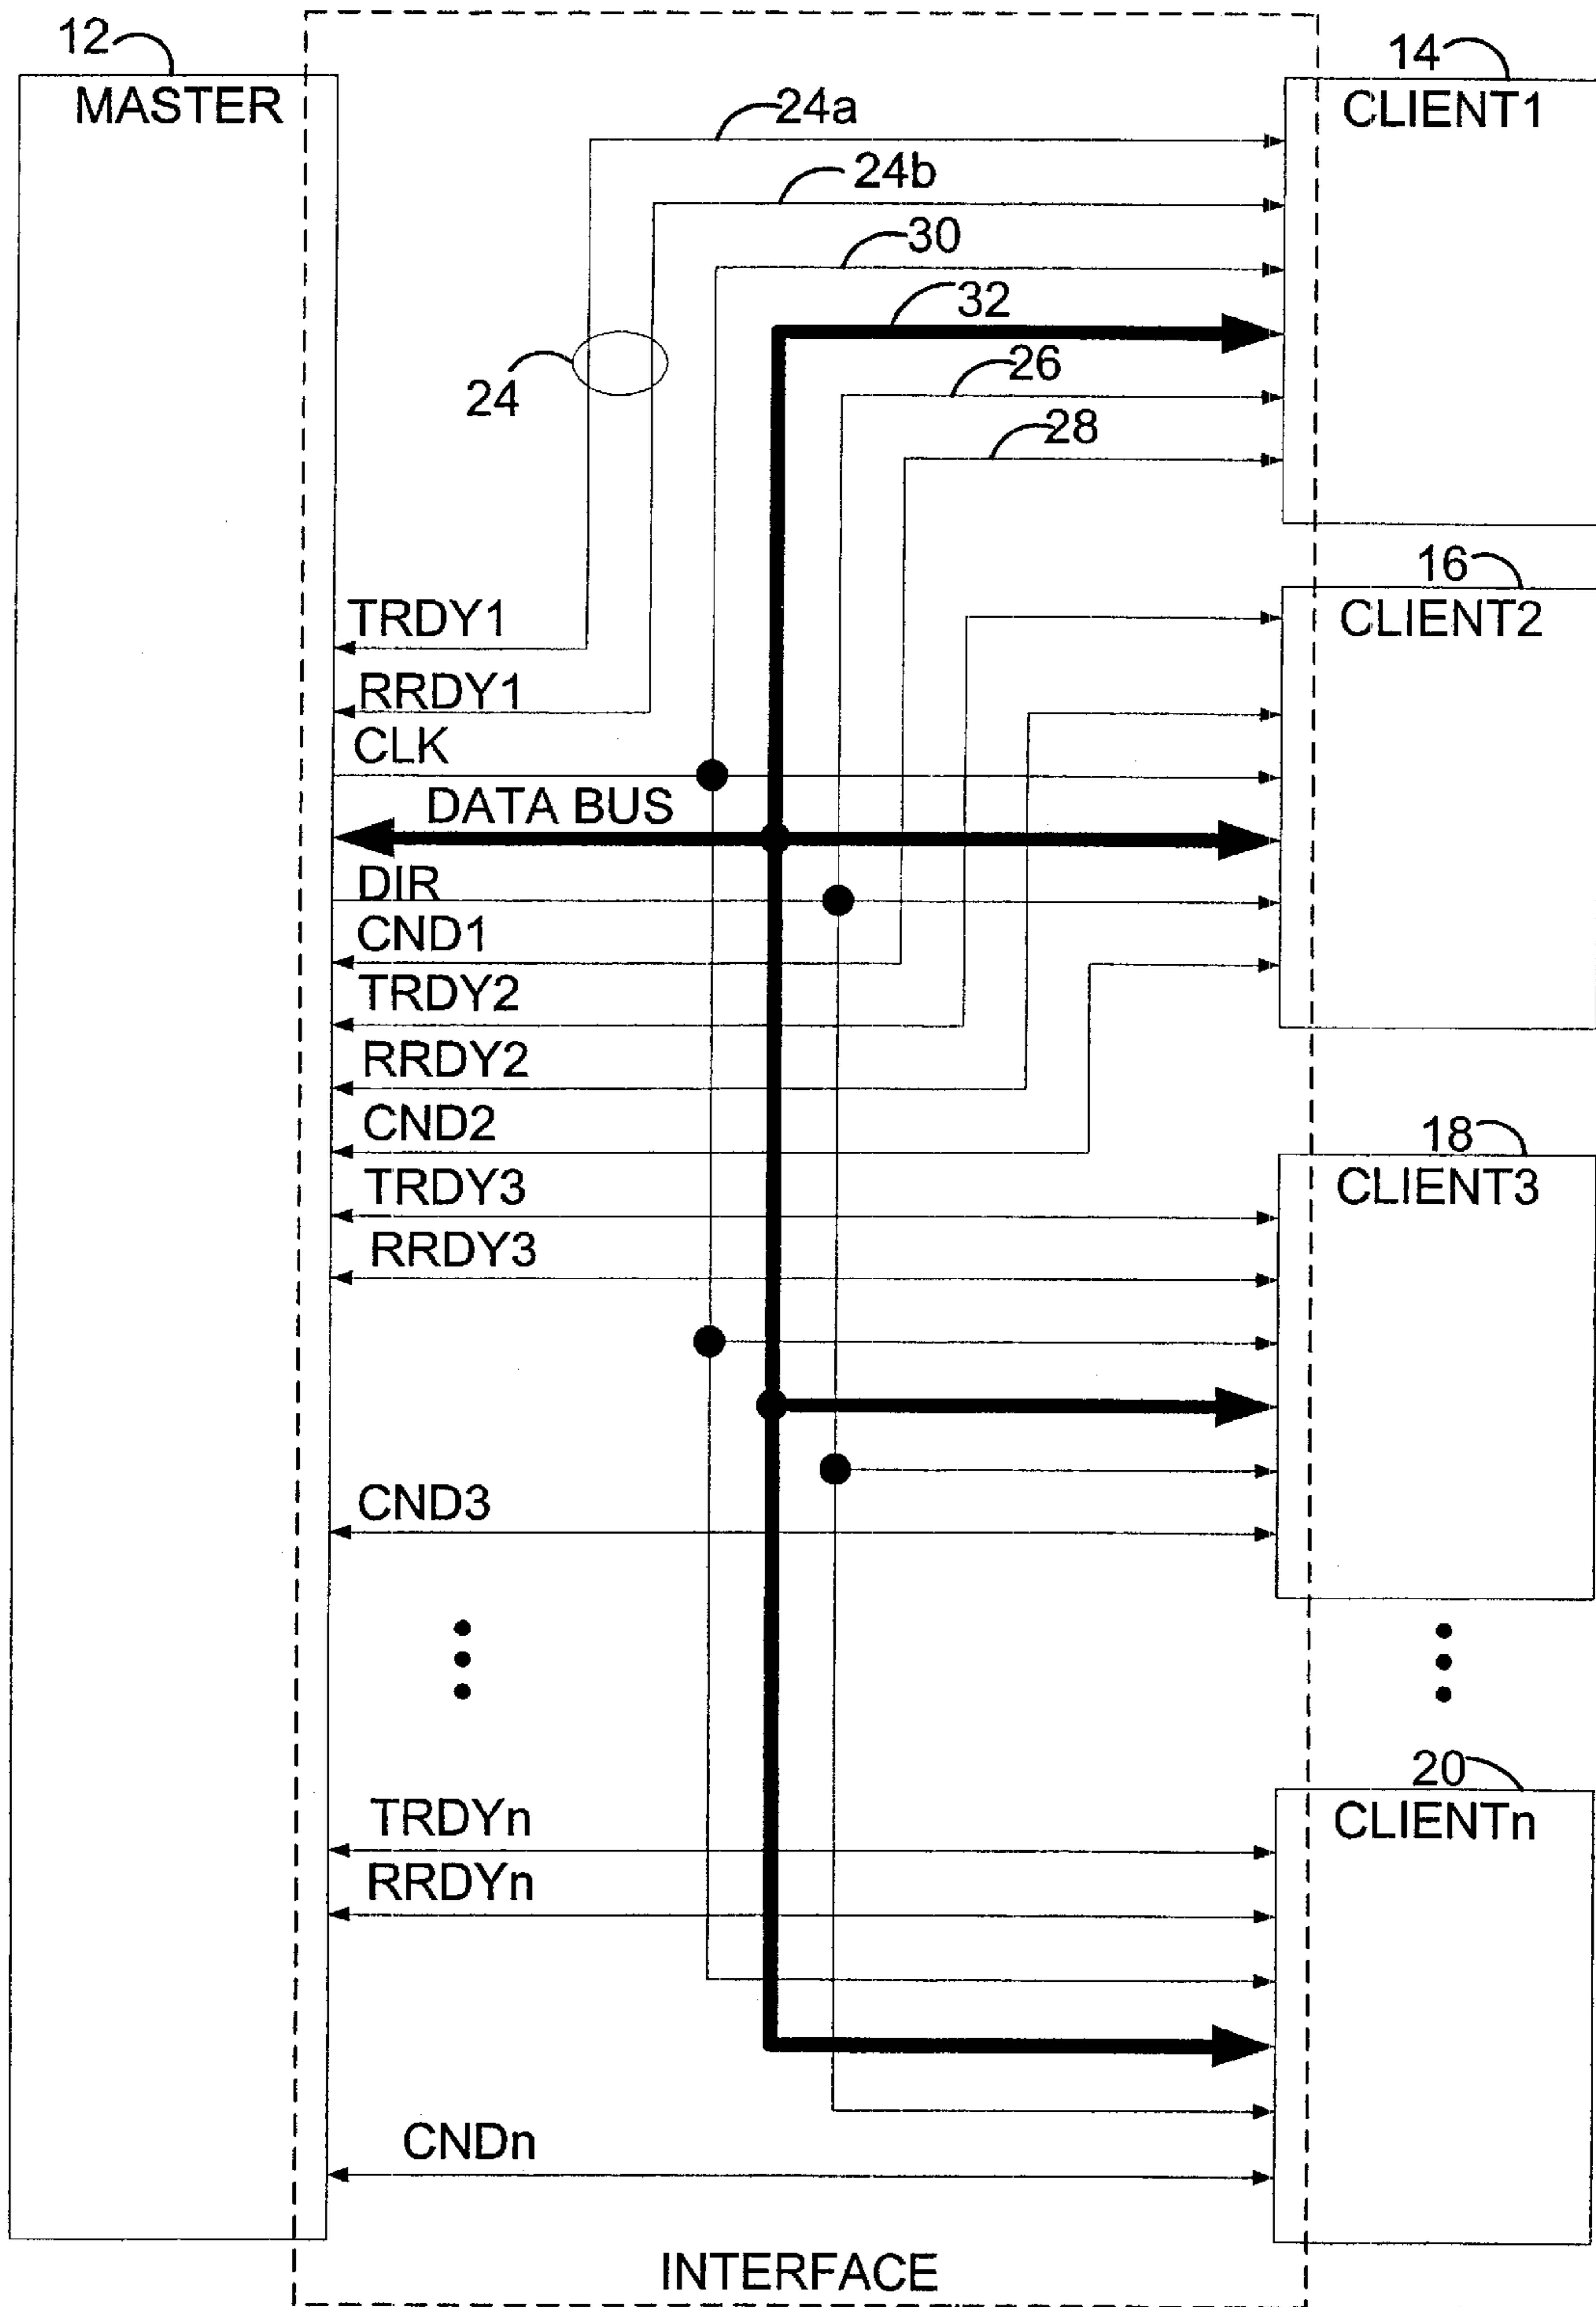 12
MASTER
14
CLIENT1
24a
24b
30
32
24
26
28
16
CLIENT2
TRDY1
RRDY1
CLK
DATA BUS
DIR
CND1
TRDY2
RRDY2
CND2
18
CLIENT3
TRDY3
RRDY3
CND3
20
CLIENTn
TRDYn
RRDYn
CNDn
INTERFACE